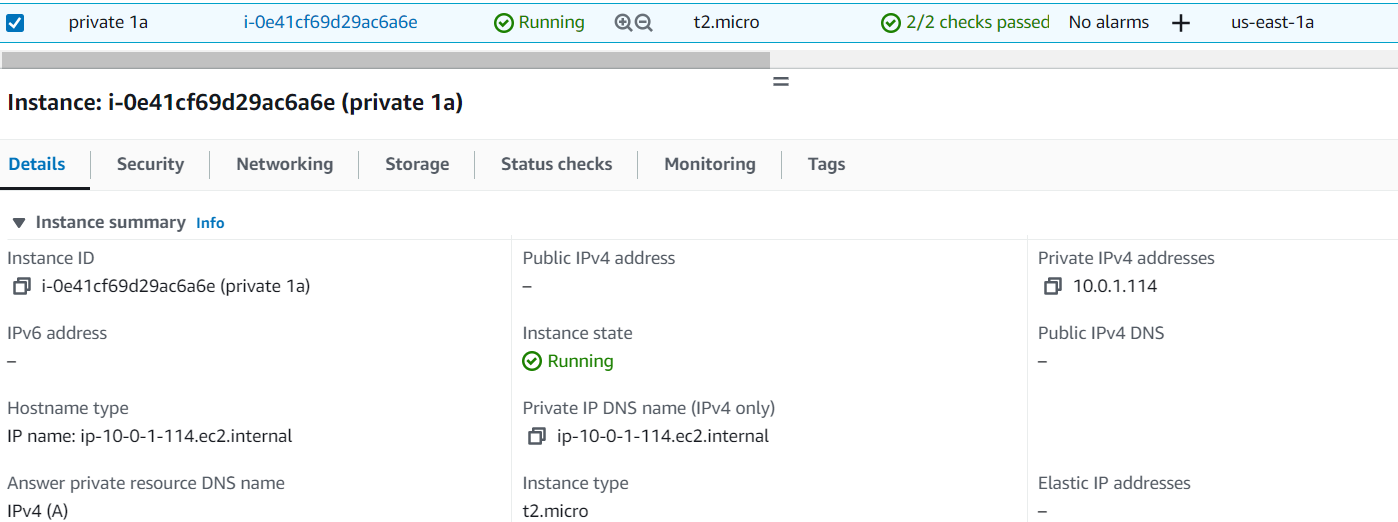 private 1a i-0e41cf69d29ac6a6e Running t2.micro 2/2 checks passed No alarms + us-east-1a
Instance: i-0e41cf69d29ac6a6e (private 1a)
Details Security Networking Storage Status checks Monitoring Tags
Instance summary Info
Instance ID Public IPv4 address Private IPv4 addresses
i-0e41cf69d29ac6a6e (private 1a) – 10.0.1.114
IPv6 address Instance state Public IPv4 DNS
– Running –
Hostname type Private IP DNS name (IPv4 only)
IP name: ip-10-0-1-114.ec2.internal ip-10-0-1-114.ec2.internal
Answer private resource DNS name Instance type Elastic IP addresses
IPv4 (A) t2.micro –